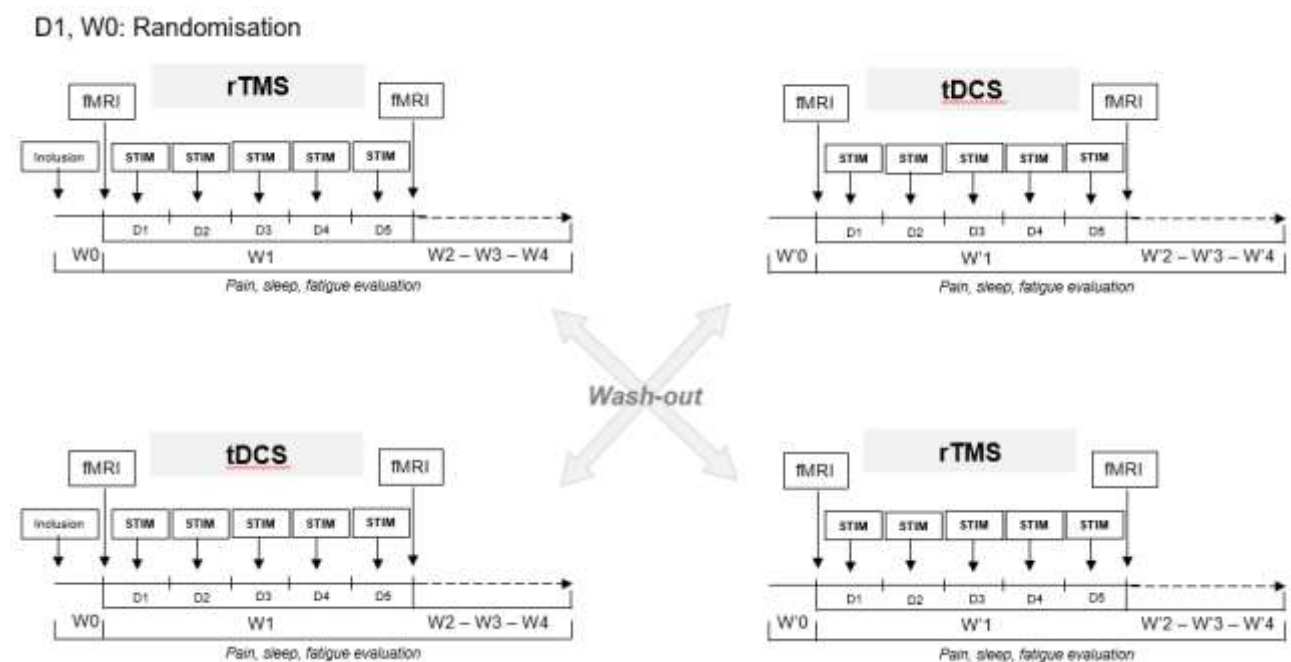 D1, W0: Randomisation
rTMS
fMRI fMRI
Inclusion STIM STIM STIM STIM STIM
D1 D2 D3 D4 D5
W0 W1 W2 – W3 – W4
Pain, sleep, fatigue evaluation
tDCS
fMRI fMRI
STIM STIM STIM STIM STIM
D1 D2 D3 D4 D5
W'0 W'1 W'2 – W'3 – W'4
Pain, sleep, fatigue evaluation
Wash-out
tDCS
fMRI fMRI
Inclusion STIM STIM STIM STIM STIM
D1 D2 D3 D4 D5
W0 W1 W2 – W3 – W4
Pain, sleep, fatigue evaluation
rTMS
fMRI fMRI
STIM STIM STIM STIM STIM
D1 D2 D3 D4 D5
W'0 W'1 W'2 – W'3 – W'4
Pain, sleep, fatigue evaluation